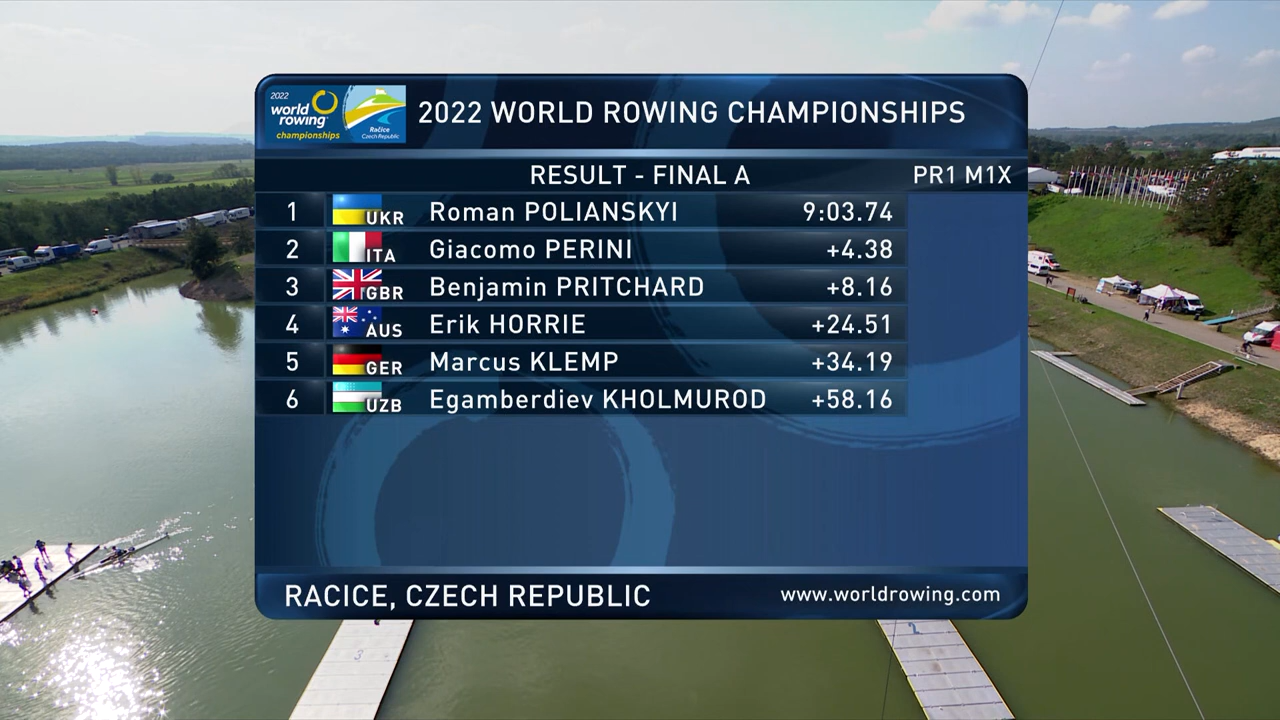 2022
world
rowing
championships
Račice
Czech Republic
2022 WORLD ROWING CHAMPIONSHIPS
RESULT - FINAL A PR1 M1X
1 UKR Roman POLIANSKYI 9:03.74
2 ITA Giacomo PERINI +4.38
3 GBR Benjamin PRITCHARD +8.16
4 AUS Erik HORRIE +24.51
5 GER Marcus KLEMP +34.19
6 UZB Egamberdiev KHOLMUROD +58.16
RACICE, CZECH REPUBLIC www.worldrowing.com
3
2